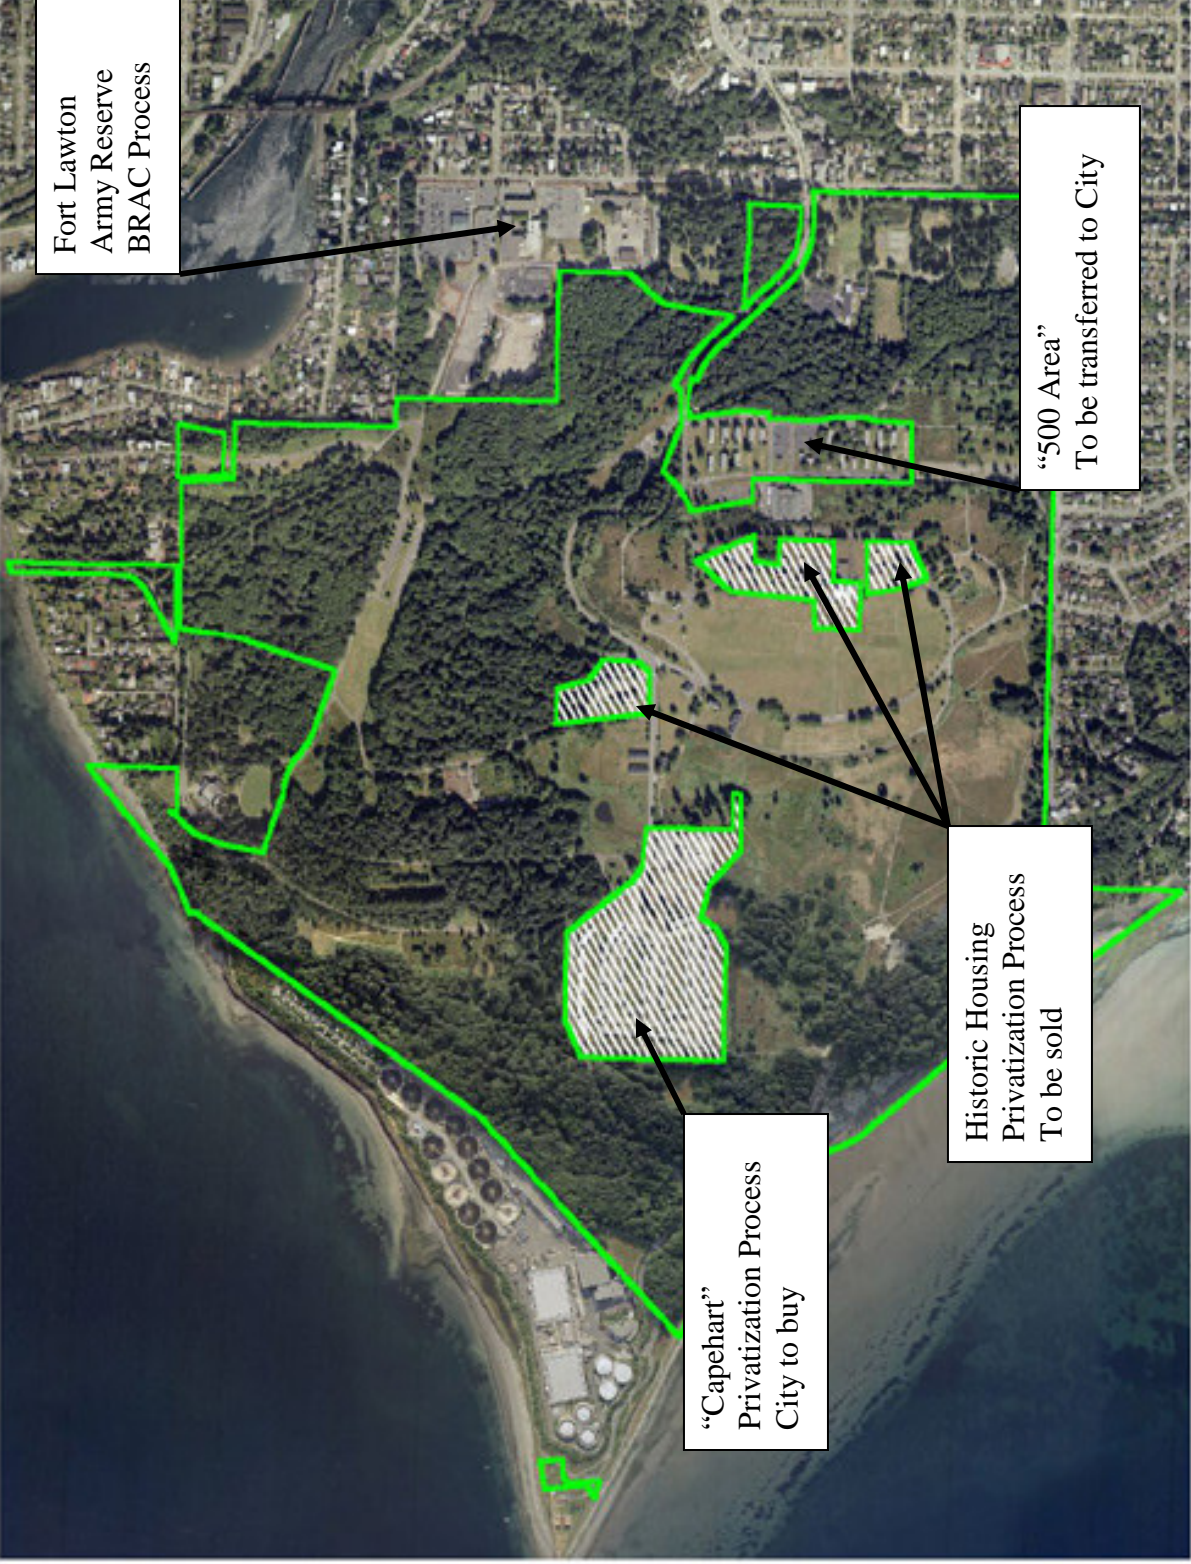 Fort Lawton
Army Reserve
BRAC Process
“500 Area”
To be transferred to City
Historic Housing
Privatization Process
To be sold
“Capehart”
Privatization Process
City to buy